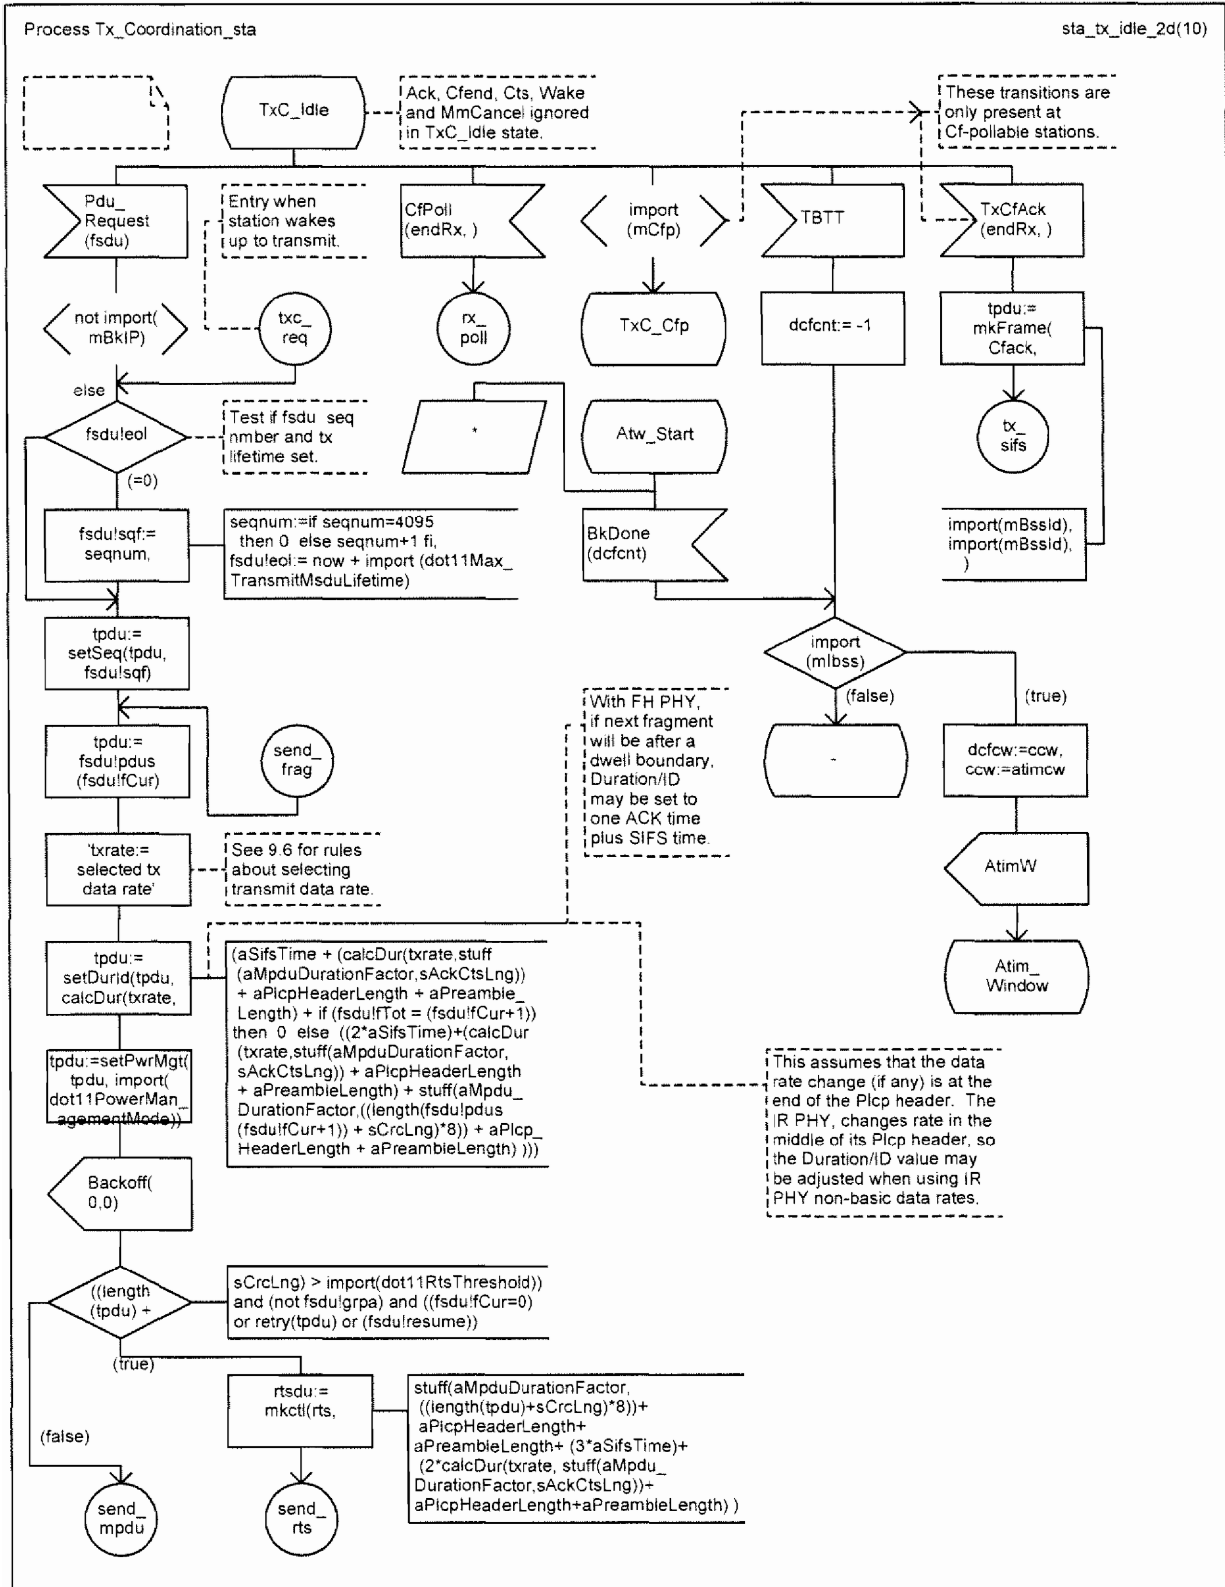 Process Tx_Coordination_sta
sta_tx_idle_2d(10)
TxC_Idle
Ack, Cfend, Cts, Wake
and MmCancel ignored
in TxC_Idle state.
These transitions are
only present at
Cf-pollable stations.
Pdu_
Request
(fsdu)
Entry when
station wakes
up to transmit.
CfPoll
(endRx, )
import
(mCfp)
TBTT
TxCfAck
(endRx, )
not import(
mBkIP)
txc_
req
rx_
poll
TxC_Cfp
dcfcnt:= -1
tpdu:=
mkFrame(
Cfack,
else
fsdu!eol
Test if fsdu seq
nmber and tx
lifetime set.
*
Atw_Start
tx_
sifs
(=0)
fsdu!sqf:=
seqnum,
seqnum:=if seqnum=4095
then 0 else seqnum+1 fi,
fsdu!eol:= now + import (dot11Max_
TransmitMsduLifetime)
BkDone
(dcfcnt)
import(mBssId),
import(mBssId),
)
tpdu:=
setSeq(tpdu,
fsdu!sqf)
import
(mIbss)
(false)
(true)
tpdu:=
fsdu!pdus
(fsdu!fCur)
send_
frag
With FH PHY,
if next fragment
will be after a
dwell boundary,
Duration/ID
may be set to
one ACK time
plus SIFS time.
-
dcfcw:=ccw,
ccw:=atimcw
'txrate:=
selected tx
data rate'
See 9.6 for rules
about selecting
transmit data rate.
AtimW
tpdu:=
setDurId(tpdu,
calcDur(txrate,
(aSifsTime + (calcDur(txrate,stuff
(aMpduDurationFactor,sAckCtsLng))
+ aPlcpHeaderLength + aPreamble_
Length) + if (fsdu!fTot = (fsdu!fCur+1))
then 0 else ((2*aSifsTime)+(calcDur
(txrate,stuff(aMpduDurationFactor,
sAckCtsLng)) + aPlcpHeaderLength
+ aPreambleLength) + stuff(aMpdu_
DurationFactor,((length(fsdu!pdus
(fsdu!fCur+1)) + sCrcLng)*8)) + aPlcp_
HeaderLength + aPreambleLength) )))
Atim_
Window
tpdu:=setPwrMgt(
tpdu, import(
dot11PowerMan_
agementMode))
This assumes that the data
rate change (if any) is at the
end of the Plcp header. The
IR PHY, changes rate in the
middle of its Plcp header, so
the Duration/ID value may
be adjusted when using IR
PHY non-basic data rates.
Backoff(
0,0)
((length
(tpdu) +
sCrcLng) > import(dot11RtsThreshold))
and (not fsdu!grpa) and ((fsdu!fCur=0)
or retry(tpdu) or (fsdu!resume))
(true)
(false)
rtsdu:=
mkctl(rts,
stuff(aMpduDurationFactor,
((length(tpdu)+sCrcLng)*8))+
aPlcpHeaderLength+
aPreambleLength+ (3*aSifsTime)+
(2*calcDur(txrate, stuff(aMpdu_
DurationFactor,sAckCtsLng))+
aPlcpHeaderLength+aPreambleLength) )
send_
mpdu
send_
rts